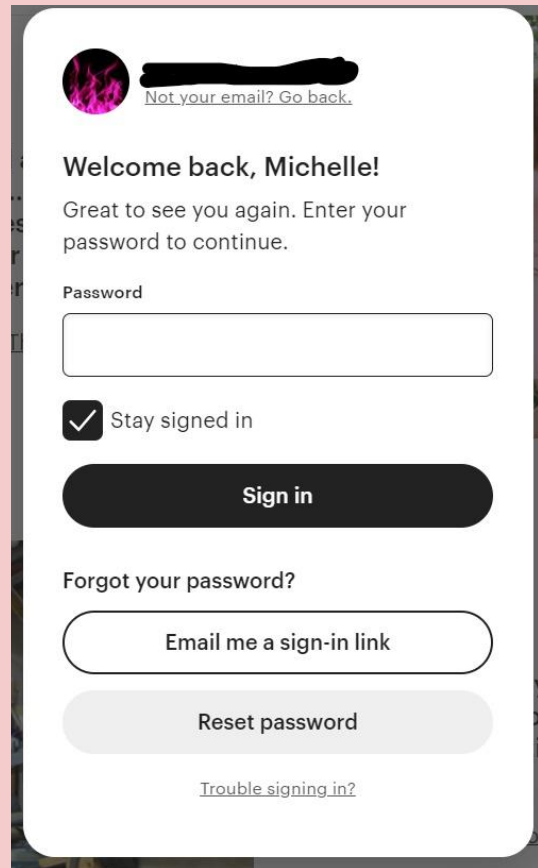 Not your email? Go back.
Welcome back, Michelle!
Great to see you again. Enter your
password to continue.
Password
Stay signed in
Sign in
Forgot your password?
Email me a sign-in link
Reset password
Trouble signing in?